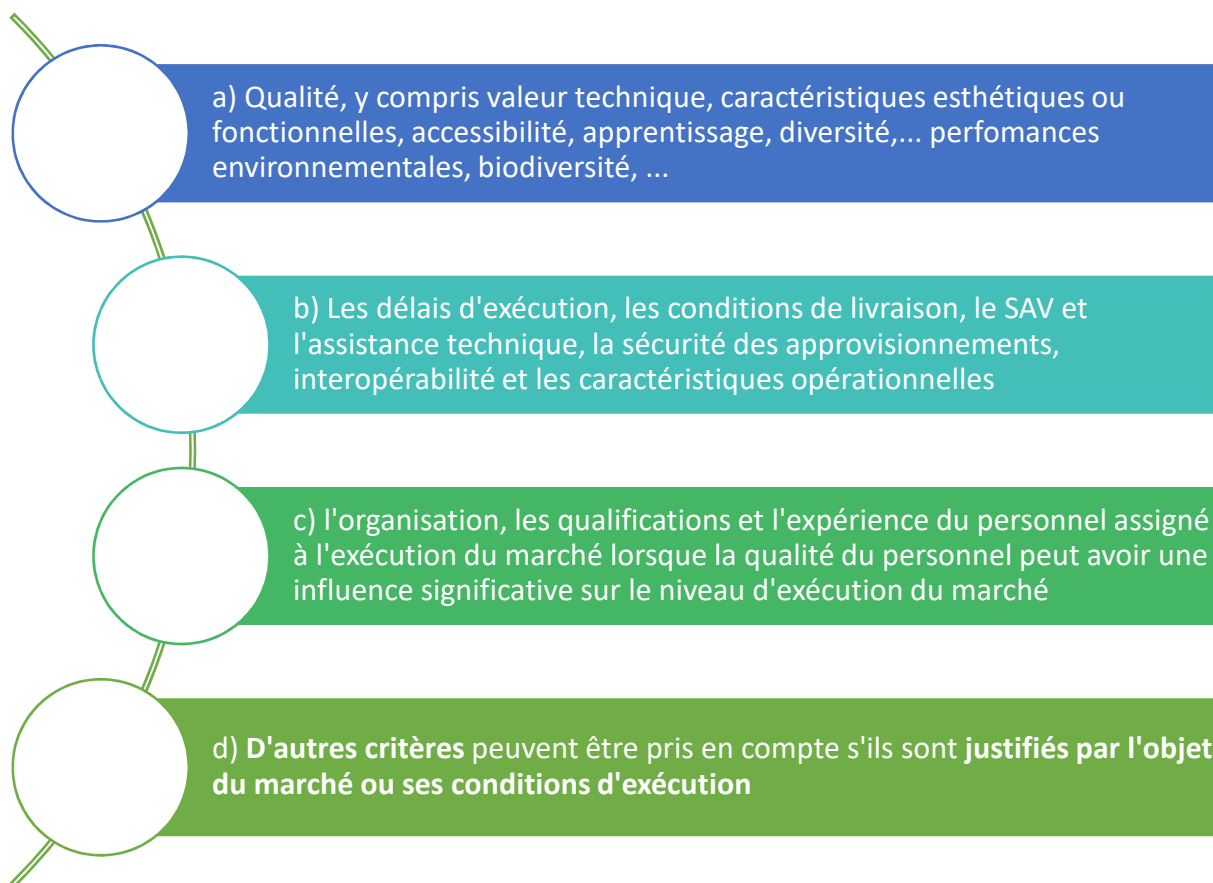 a) Qualité, y compris valeur technique, caractéristiques esthétiques ou
fonctionnelles, accessibilité, apprentissage, diversité,... perfomances
environnementales, biodiversité, ...
b) Les délais d'exécution, les conditions de livraison, le SAV et
l'assistance technique, la sécurité des approvisionnements,
interopérabilité et les caractéristiques opérationnelles
c) l'organisation, les qualifications et l'expérience du personnel assigné
à l'exécution du marché lorsque la qualité du personnel peut avoir une
influence significative sur le niveau d'exécution du marché
d) D'autres critères peuvent être pris en compte s'ils sont justifiés par l'objet
du marché ou ses conditions d'exécution